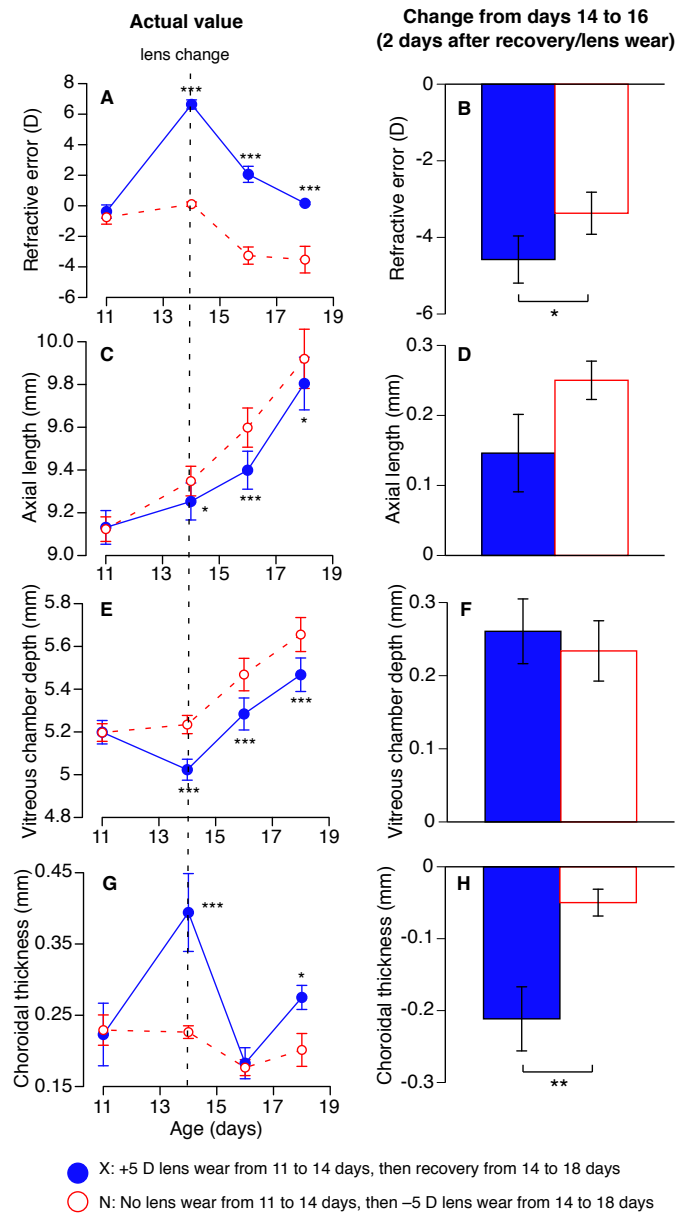 Actual value
Change from days 14 to 16
(2 days after recovery/lens wear)
lens change
A
Refractive error (D)
8
6
4
2
0
-2
-4
-6
11 13 15 17 19
***
***
***
B
Refractive error (D)
0
-2
-4
-6
*
C
Axial length (mm)
10.0
9.8
9.6
9.4
9.2
9.0
11 13 15 17 19
*
***
*
D
Axial length (mm)
0.3
0.2
0.1
0
E
Vitreous chamber depth (mm)
5.8
5.6
5.4
5.2
5
4.8
11 13 15 17 19
***
***
***
F
Vitreous chamber depth (mm)
0.3
0.2
0.1
0
G
Choroidal thickness (mm)
0.45
0.35
0.25
0.15
11 13 15 17 19
Age (days)
***
*
H
Choroidal thickness (mm)
0
-0.1
-0.2
-0.3
**
X: +5 D lens wear from 11 to 14 days, then recovery from 14 to 18 days
N: No lens wear from 11 to 14 days, then –5 D lens wear from 14 to 18 days